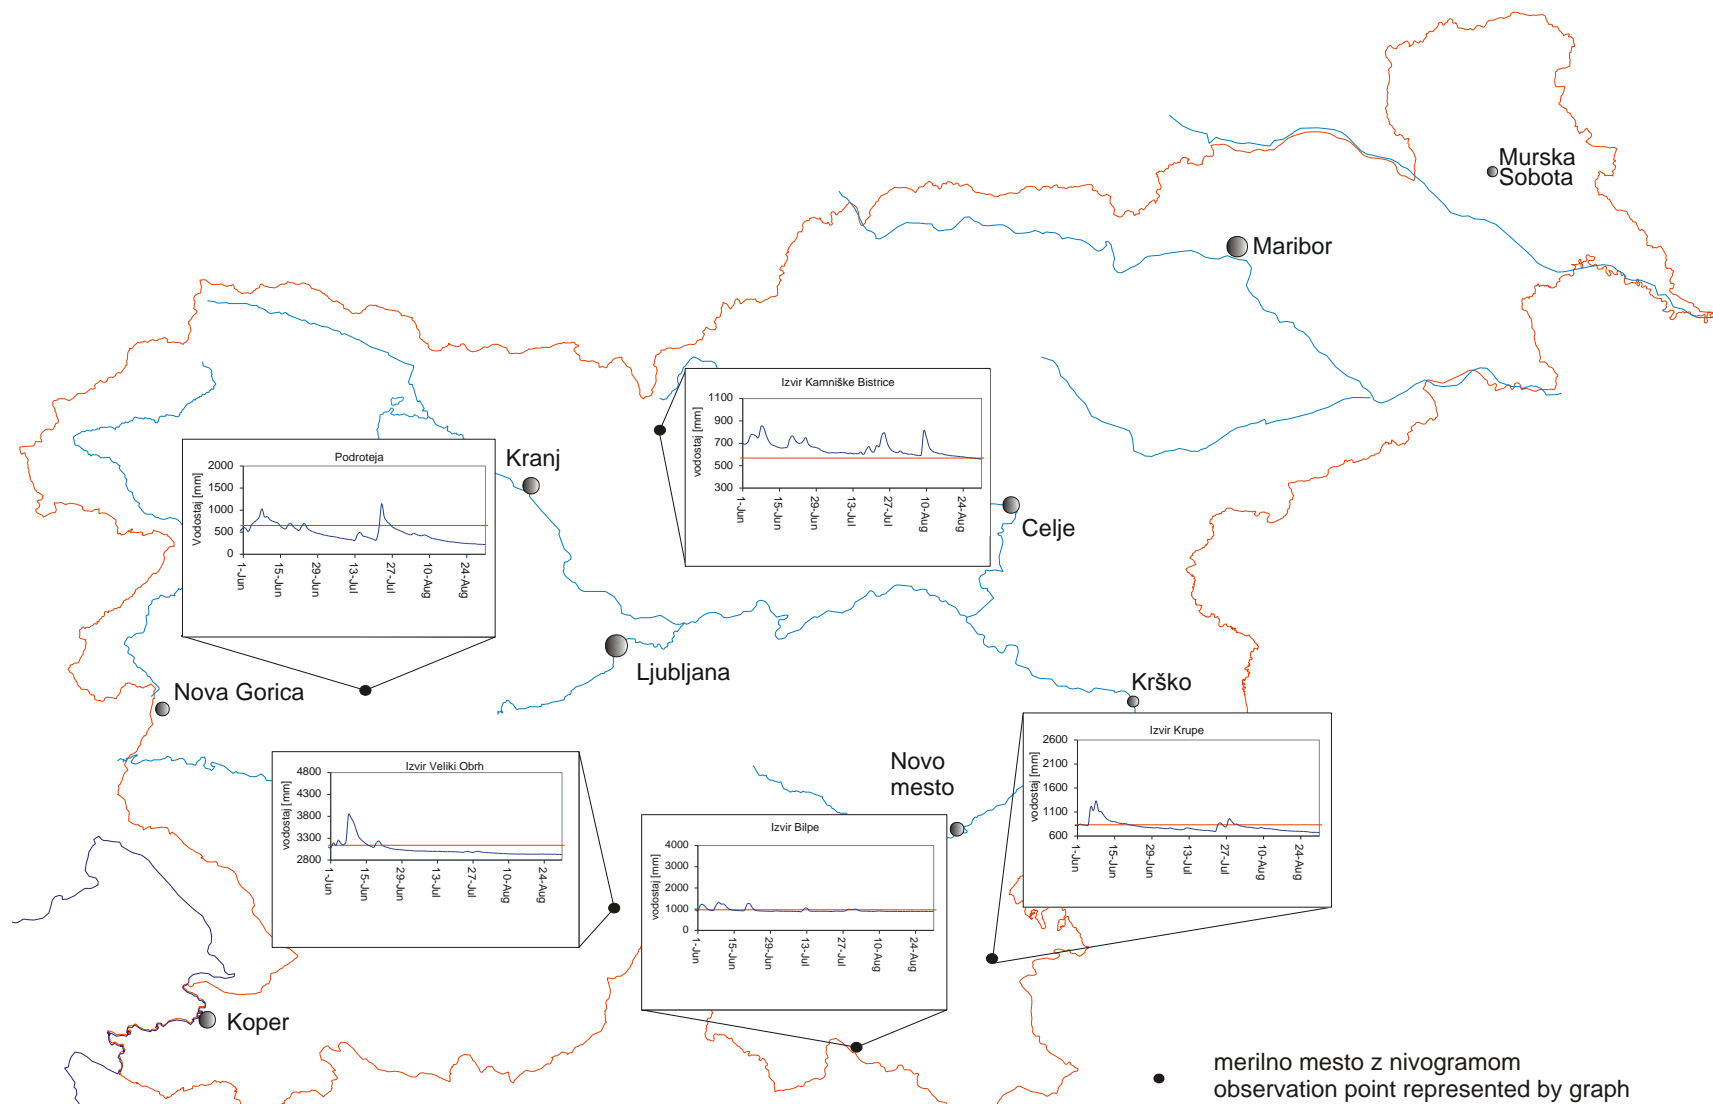 Murska
Sobota
Maribor
Izvir Kamniške Bistrice
vodostaj [mm]
1100
900
700
500
300
1-Jun
15-Jun
29-Jun
13-Jul
27-Jul
10-Aug
24-Aug
Kranj
Celje
Podroteja
Vodostaj [mm]
2000
1500
1000
500
0
1-Jun
15-Jun
29-Jun
13-Jul
27-Jul
10-Aug
24-Aug
Ljubljana
Nova Gorica
Krško
Izvir Krupe
vodostaj [mm]
2600
2100
1600
1100
600
1-Jun
15-Jun
29-Jun
13-Jul
27-Jul
10-Aug
24-Aug
Novo
mesto
Izvir Veliki Obrh
vodostaj [mm]
4800
4300
3800
3300
2800
1-Jun
15-Jun
29-Jun
13-Jul
27-Jul
10-Aug
24-Aug
Izvir Bilpe
vodostaj [mm]
4000
3000
2000
1000
0
1-Jun
15-Jun
29-Jun
13-Jul
27-Jul
10-Aug
24-Aug
Koper
merilno mesto z nivogramom
observation point represented by graph